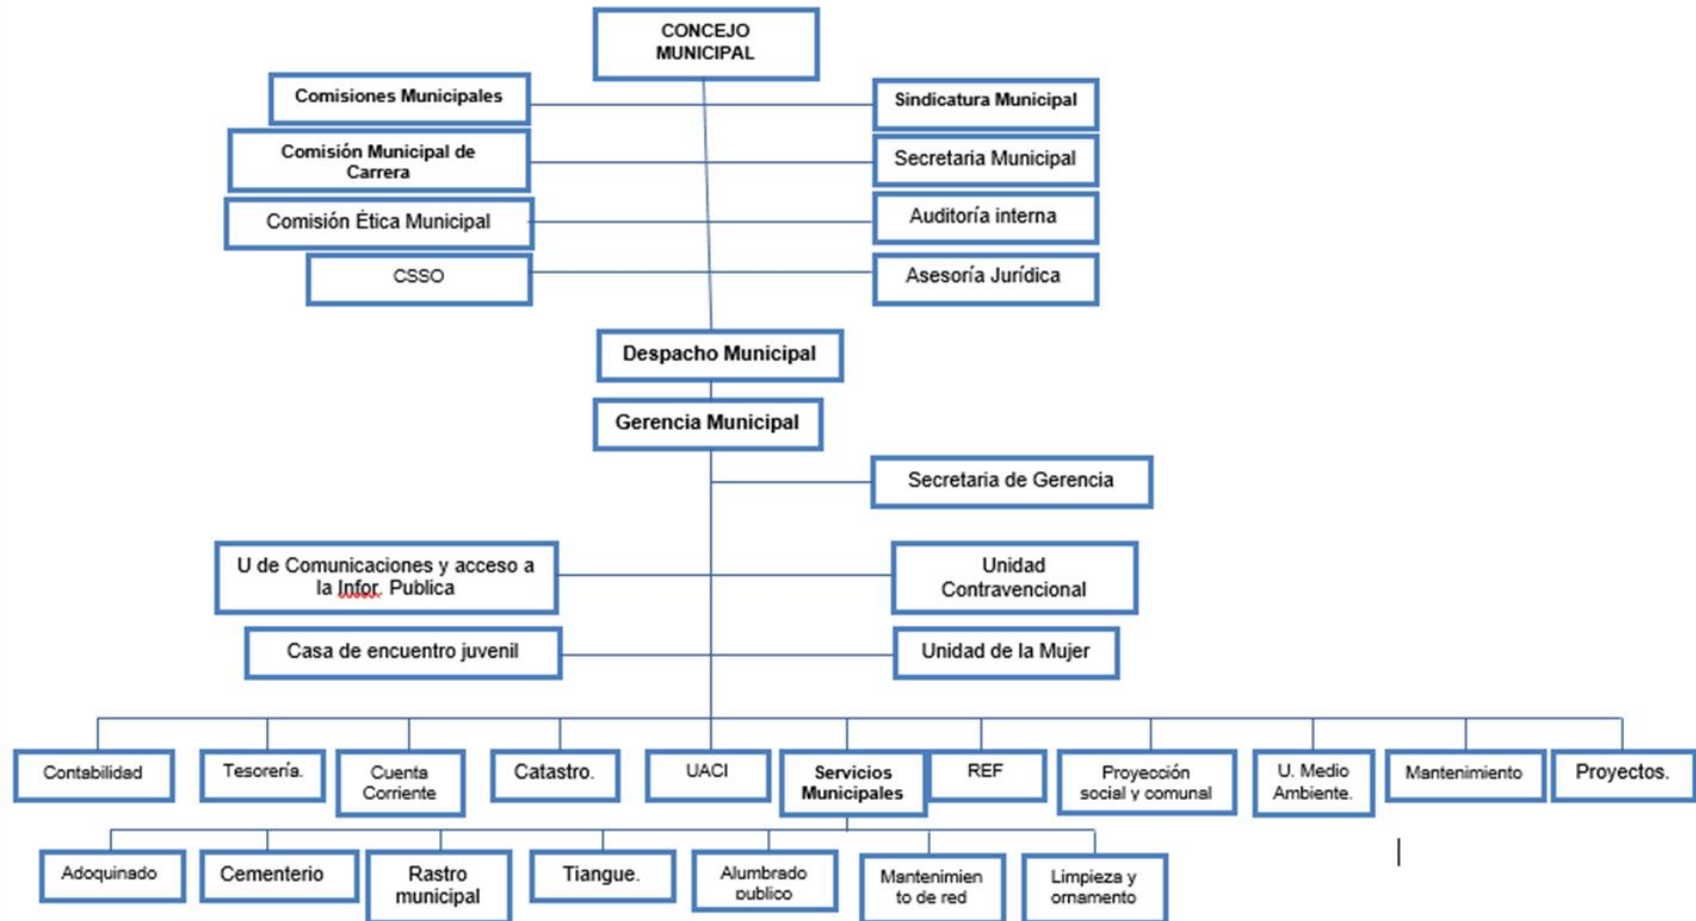 CONCEJO
MUNICIPAL
Comisiones Municipales
Sindicatura Municipal
Comisión Municipal de
Carrera
Secretaria Municipal
Comisión Ética Municipal
Auditoría interna
CSSO
Asesoría Jurídica
Despacho Municipal
Gerencia Municipal
Secretaria de Gerencia
U de Comunicaciones y acceso a
la Infor. Publica
Unidad
Contravencional
Casa de encuentro juvenil
Unidad de la Mujer
Contabilidad
Tesorería.
Cuenta
Corriente
Catastro.
UACI
Servicios
Municipales
REF
Proyección
social y comunal
U. Medio
Ambiente.
Mantenimiento
Proyectos.
Adoquinado
Cementerio
Rastro
municipal
Tiangue.
Alumbrado
publico
Mantenimien
to de red
Limpieza y
ornamento